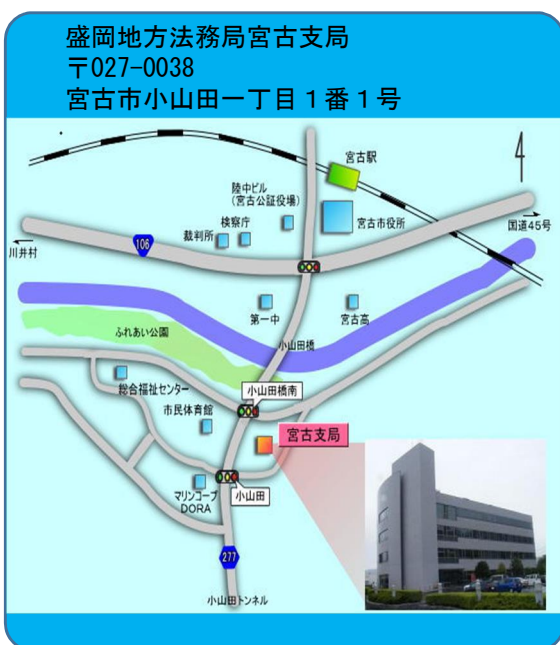 盛岡地方法務局宮古支局
〒027-0038
宮古市小山田一丁目１番１号
宮古駅
陸中ビル
(宮古公証役場)
検察庁
裁判所
宮古市役所
国道45号
川井村
106
第一中
宮古高
ふれあい公園
小山田橋
総合福祉センター
小山田橋南
市民体育館
宮古支局
マリンコープ
DORA
小山田
277
小山田トンネル